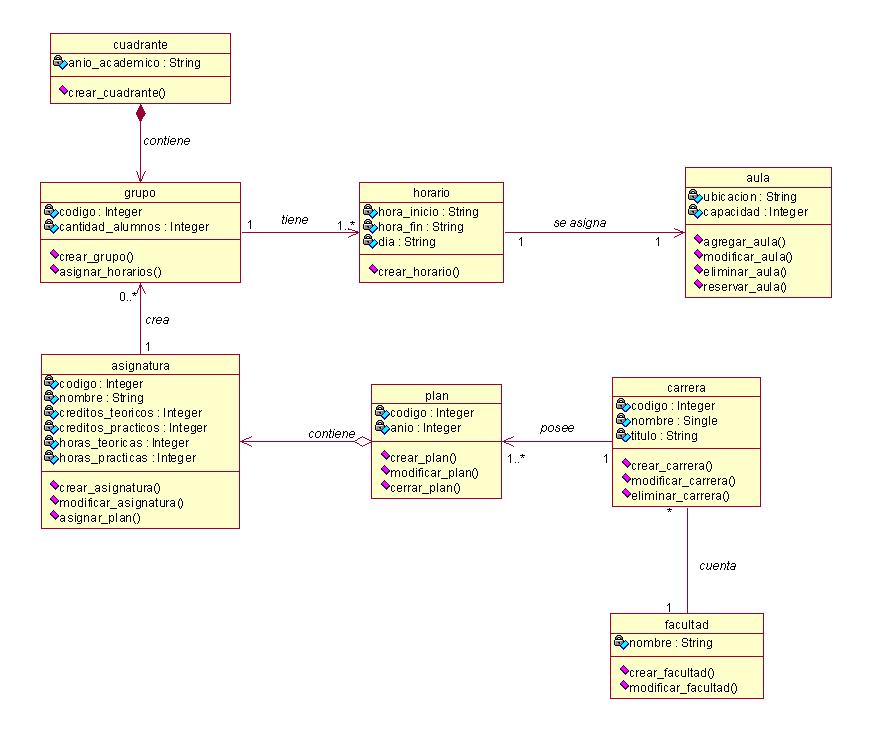 cuadrante
anio_academico : String
crear_cuadrante()
contiene
grupo
codigo : Integer
cantidad_alumnos : Integer
crear_grupo()
asignar_horarios()
1
tiene
1..*
horario
hora_inicio : String
hora_fin : String
dia : String
crear_horario()
1
se asigna
1
aula
ubicacion : String
capacidad : Integer
agregar_aula()
modificar_aula()
eliminar_aula()
reservar_aula()
0..*
crea
1
asignatura
codigo : Integer
nombre : String
creditos_teoricos : Integer
creditos_practicos : Integer
horas_teoricas : Integer
horas_practicas : Integer
crear_asignatura()
modificar_asignatura()
asignar_plan()
contiene
plan
codigo : Integer
anio : Integer
crear_plan()
modificar_plan()
cerrar_plan()
posee
1..*
1
carrera
codigo : Integer
nombre : Single
titulo : String
crear_carrera()
modificar_carrera()
eliminar_carrera()
*
cuenta
1
facultad
nombre : String
crear_facultad()
modificar_facultad()